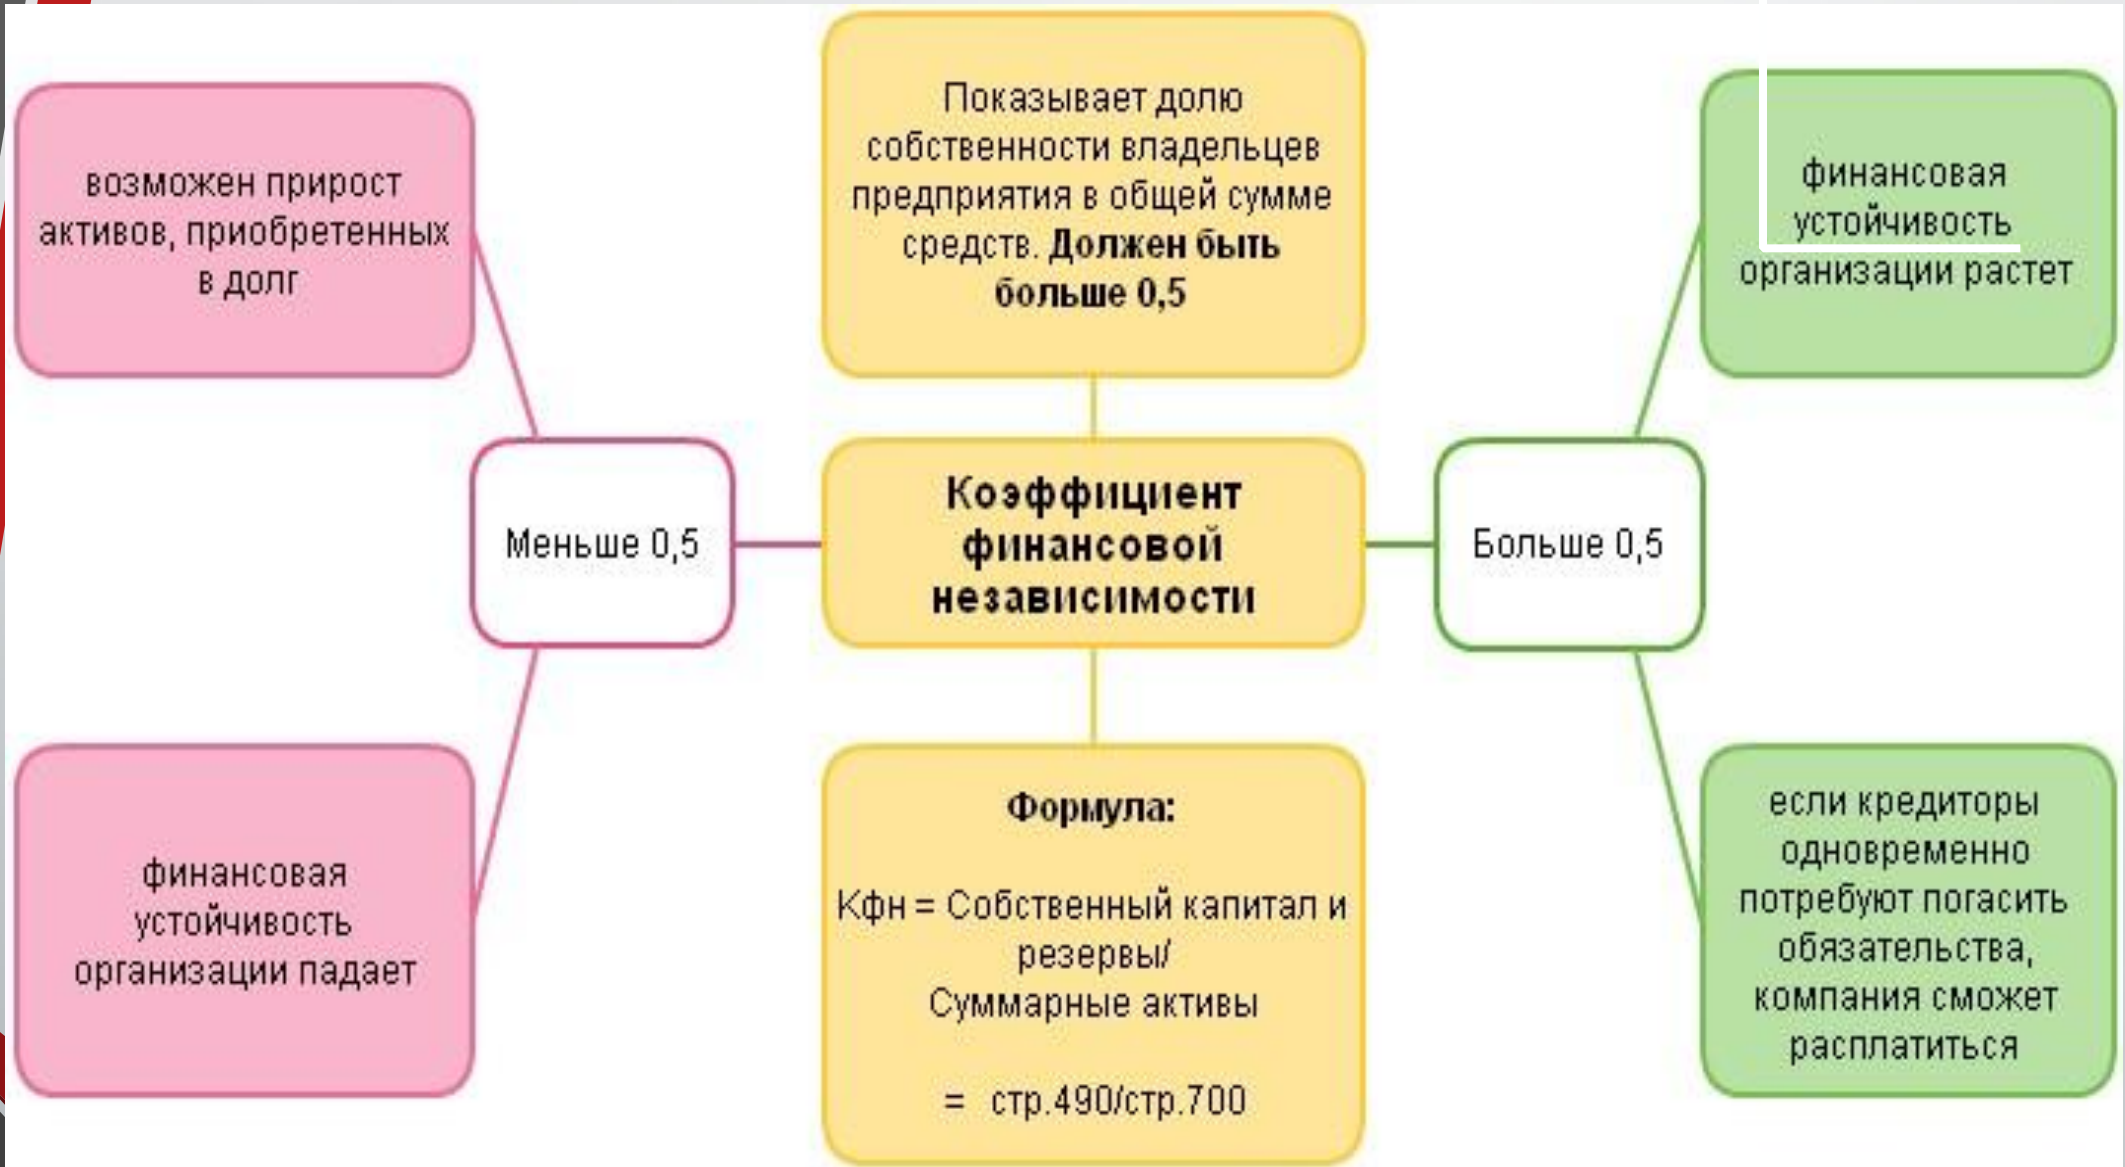 возможен прирост
активов, приобретенных
в долг
финансовая
устойчивость
организации падает
Меньше 0,5
Показывает долю
собственности владельцев
предприятия в общей сумме
средств. Должен быть
больше 0,5
Коэффициент
финансовой
независимости
Формула:
Кфн = Собственный капитал и
резервы/
Суммарные активы
= стр.490/стр.700
Больше 0,5
финансовая
устойчивость
организации растет
если кредиторы
одновременно
потребуют погасить
обязательства,
компания сможет
расплатиться